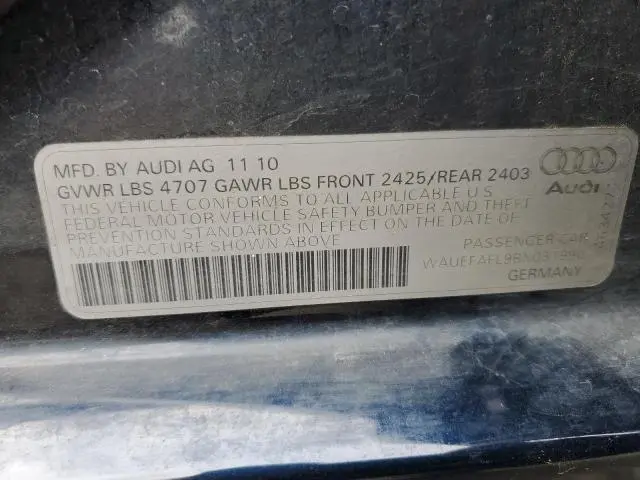 MFD. BY AUDI AG 11 10
GVWR LBS 4707 GAWR LBS FRONT 2425/REAR 2403
THIS VEHICLE CONFORMS TO ALL APPLICABLE U.S.
FEDERAL MOTOR VEHICLE SAFETY BUMPER AND THEFT
PREVENTION STANDARDS IN EFFECT ON THE DATE OF
MANUFACTURE SHOWN ABOVE
Audi
PASSENGER CAR
GERMANY